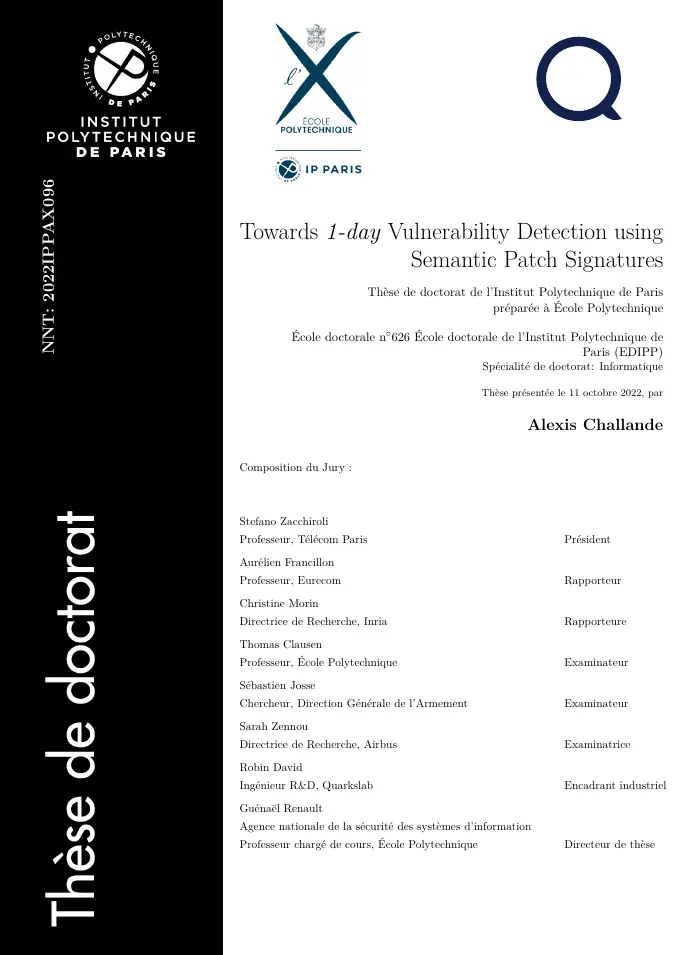 POLYTECHNIQUE
INSTITUT
DE PARIS
INSTITUT
POLYTECHNIQUE
DE PARIS
NNT: 2022IPPAX096
Thèse de doctorat
l'
ÉCOLE
POLYTECHNIQUE
IP PARIS
Towards 1-day Vulnerability Detection using
Semantic Patch Signatures
Thèse de doctorat de l'Institut Polytechnique de Paris
préparée à École Polytechnique
École doctorale n°626 École doctorale de l'Institut Polytechnique de
Paris (EDIPP)
Spécialité de doctorat: Informatique
Thèse présentée le 11 octobre 2022, par
Alexis Challande
Composition du Jury :
Stefano Zacchiroli
Professeur, Télécom Paris Président
Aurélien Francillon
Professeur, Eurecom Rapporteur
Christine Morin
Directrice de Recherche, Inria Rapporteure
Thomas Clausen
Professeur, École Polytechnique Examinateur
Sébastien Josse
Chercheur, Direction Générale de l'Armement Examinateur
Sarah Zennou
Directrice de Recherche, Airbus Examinatrice
Robin David
Ingénieur R&D, Quarkslab Encadrant industriel
Guénaël Renault
Agence nationale de la sécurité des systèmes d'information
Professeur chargé de cours, École Polytechnique Directeur de thèse